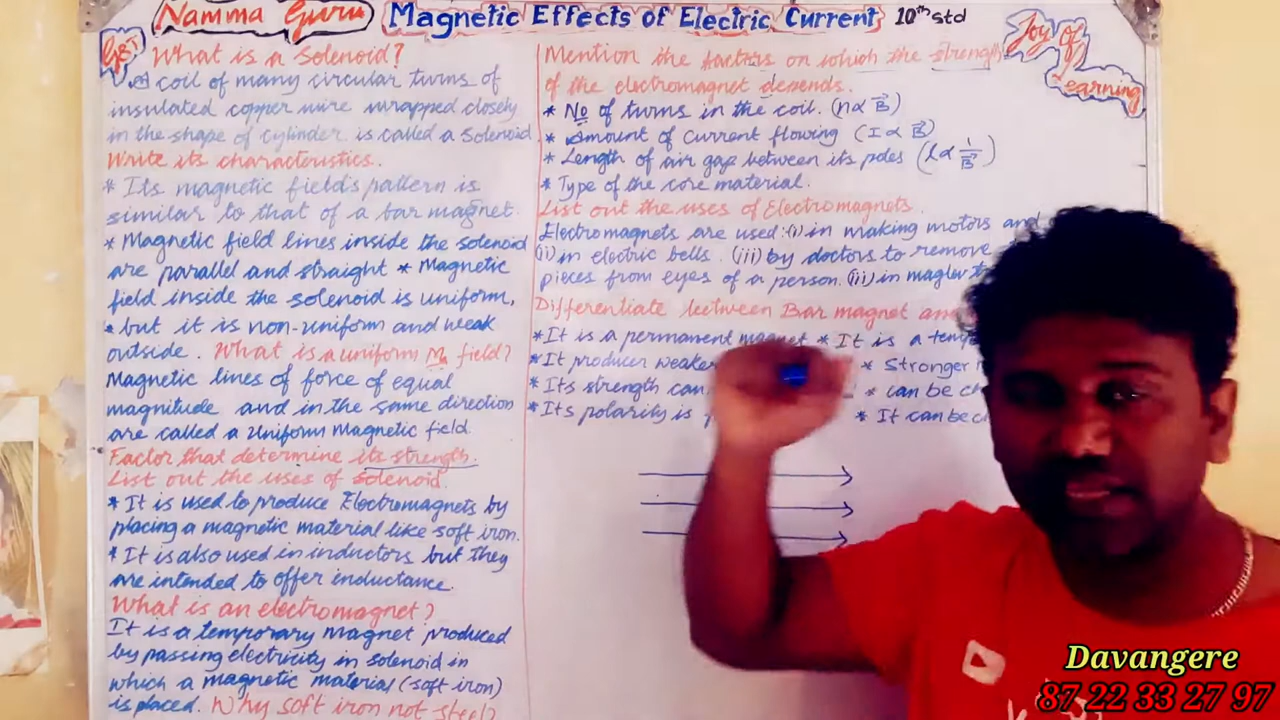 Namma Guru
Magnetic Effects of Electric Current 10th std
Joy of
Learning
What is a Solenoid?
A coil of many circular turns of
insulated copper wire wrapped closely
in the shape of cylinder is called a Solenoid
Write its characteristics.
* Its magnetic field's pattern is
similar to that of a bar magnet.
* Magnetic field lines inside the solenoid
are parallel and straight * Magnetic
field inside the solenoid is uniform,
* but it is non-uniform and weak
outside. What is a uniform M. field?
Magnetic lines of force of equal
magnitude and in the same direction
are called a Uniform Magnetic field.
Factor that determine its strength.
List out the uses of solenoid.
* It is used to produce Electromagnets by
placing a magnetic material like soft iron.
* It is also used in inductors but they
are intended to offer inductance.
What is an electromagnet?
It is a temporary magnet produced
by passing electricity in solenoid in
which a magnetic material (soft iron)
is placed. Why soft iron not steel?
Mention the factors on which the strength
of the electromagnet depends.
* No of turns in the coil. (n∝ B⃗)
* Amount of current flowing (I ∝ B⃗)
* Length of air gap between its poles (l∝ 1/B⃗)
* Type of the core material.
List out the uses of Electromagnets.
Electromagnets are used :(i) in making motors and
(ii) in electric bells. (iii) by doctors to remove
pieces from eyes of a person. (iii) in maglev
Differentiate between Bar magnet
* It is a permanent magnet * It is a
* It producer weaker * Stronger
* Its strength can * can be
* Its polarity is * It can be
Davangere
87 22 33 27 97